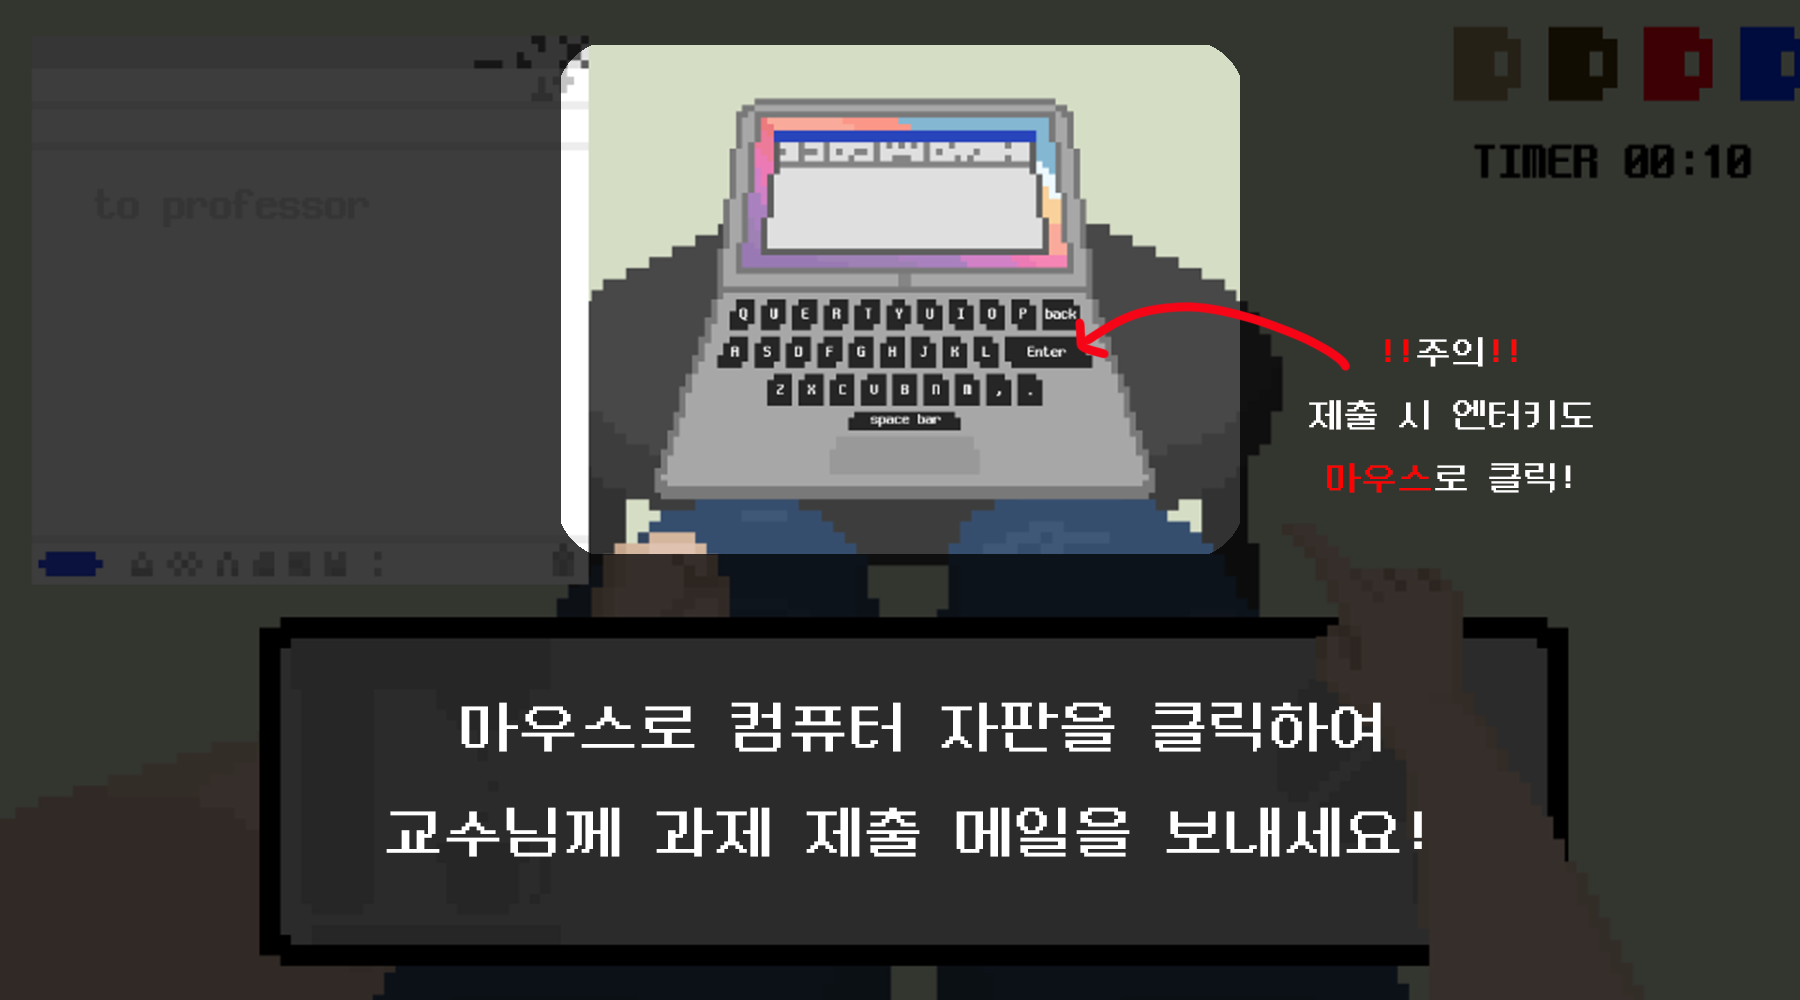 to professor
TIMER 00:10
Q W E R T Y U I O P back
A S D F G H J K L Enter
Z X C V B N M , .
space bar
!!주의!!
제출 시 엔터키도
마우스로 클릭!
마우스로 컴퓨터 자판을 클릭하여
교수님께 과제 제출 메일을 보내세요!